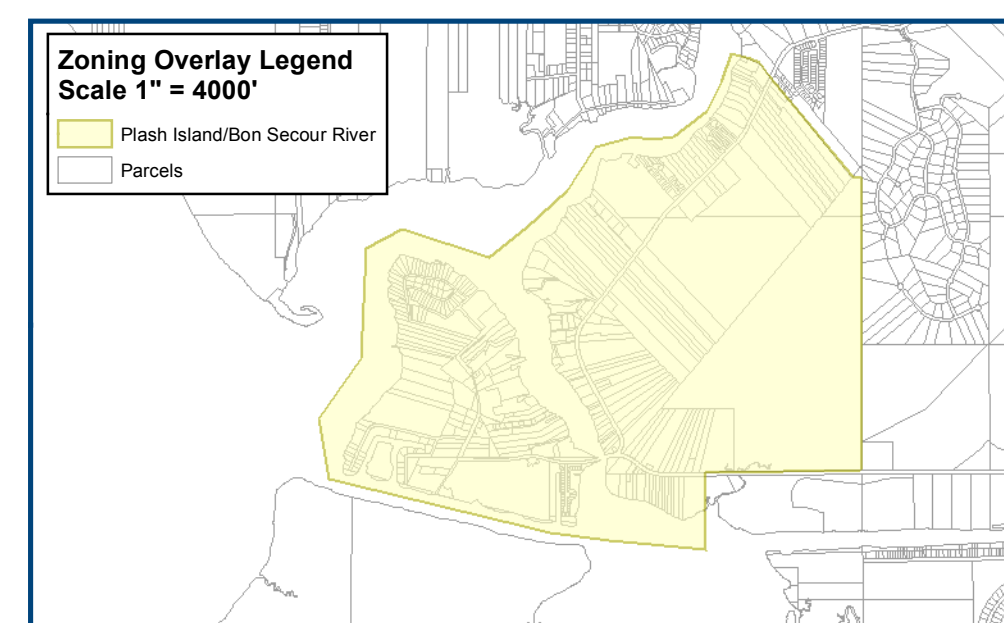 Zoning Overlay Legend
Scale 1" = 4000'
Plash Island/Bon Secour River
Parcels